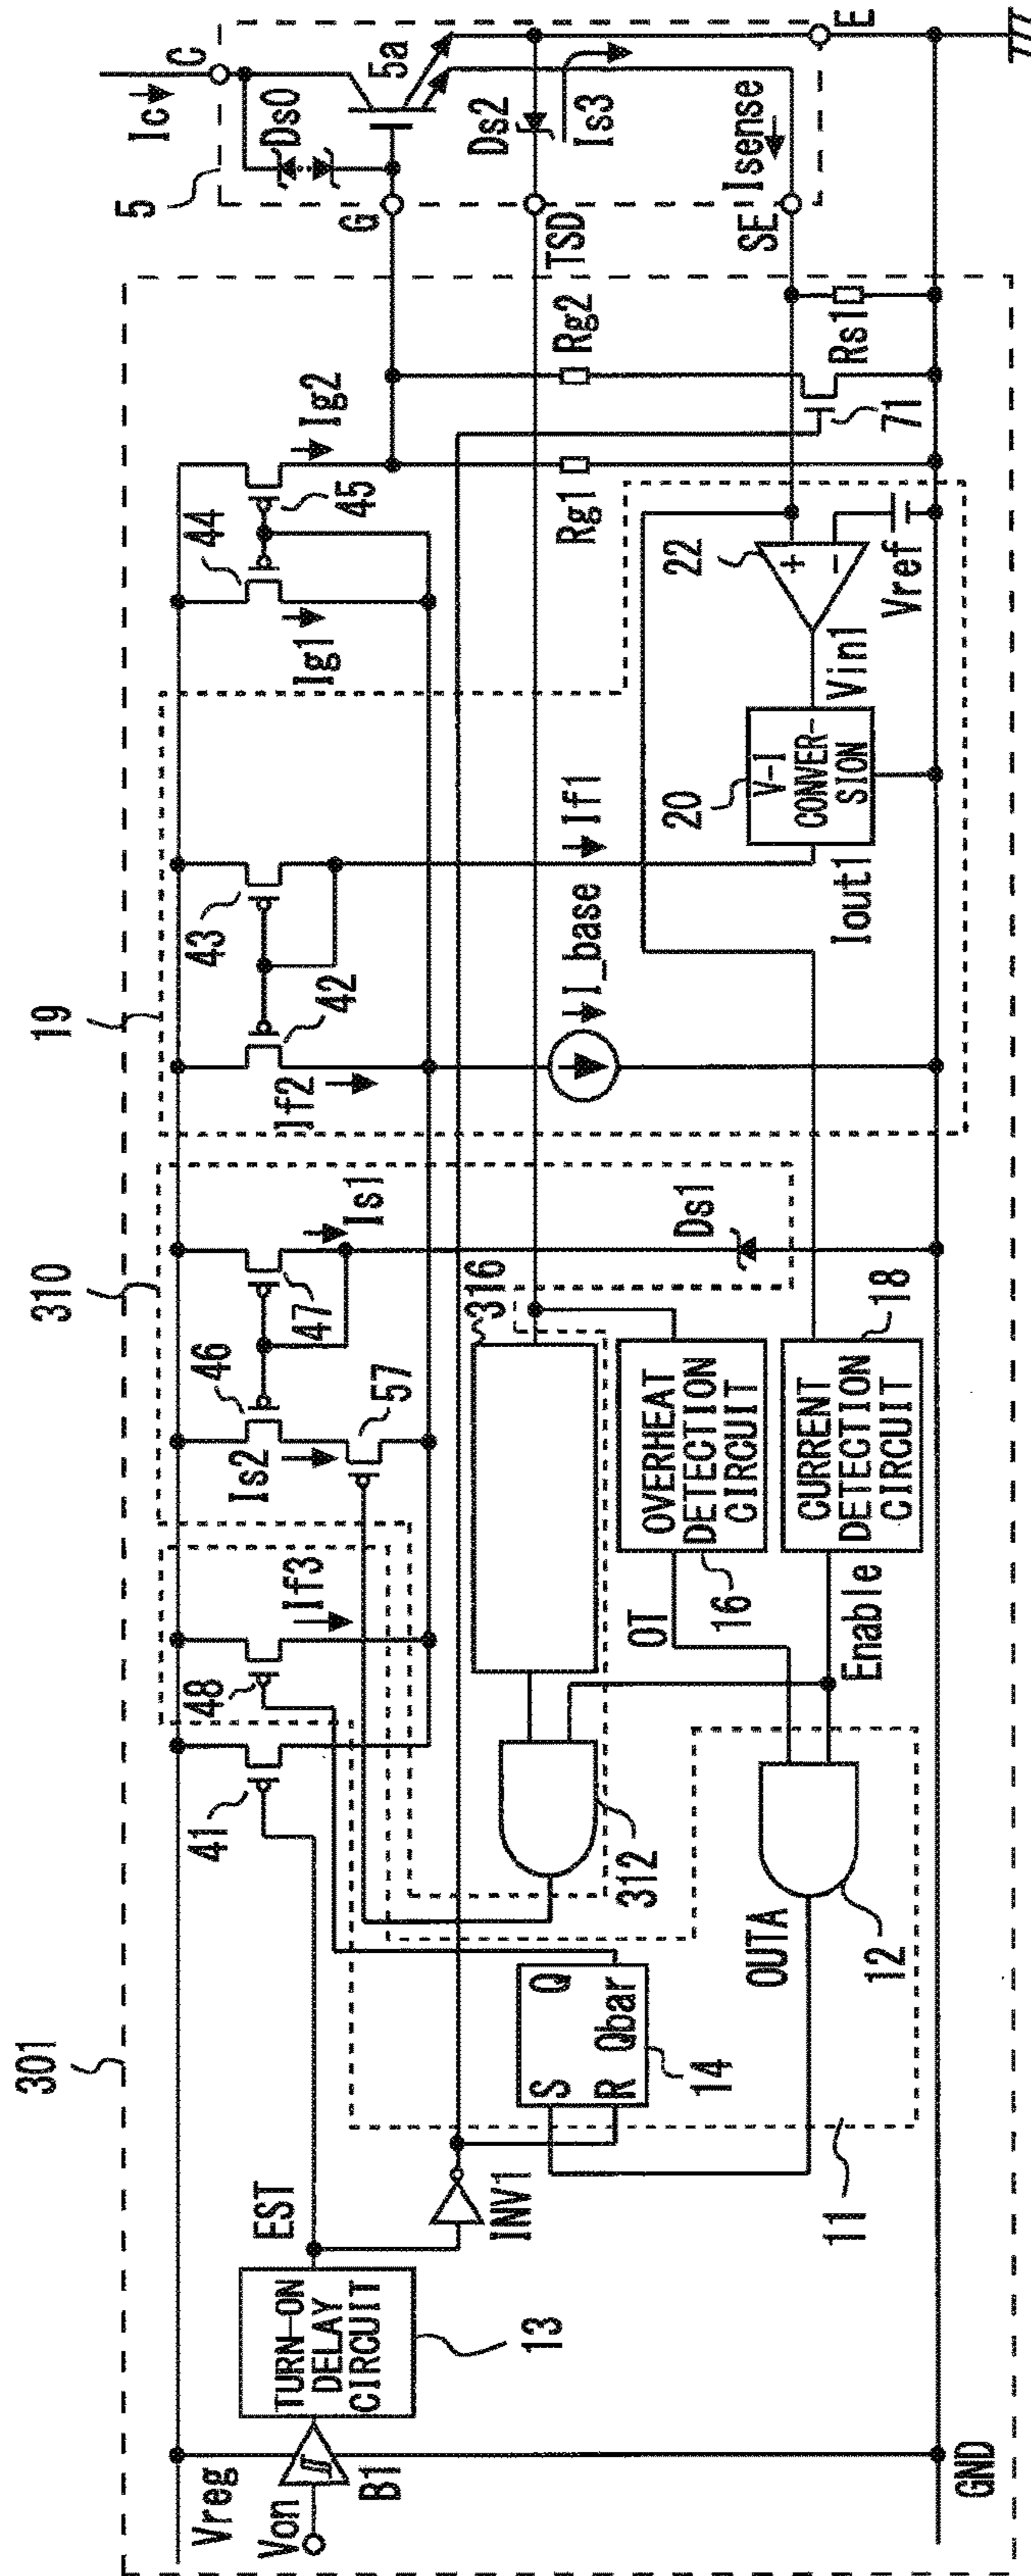 301
310
19
5
Ic
C
Vreg
Von
B1
TURN-ON
DELAY
CIRCUIT
13
EST
INV1
41
48
If3
46
Is2
47
Is1
57
If2
42
43
Ig1
44
45
Ig2
G
Ds0
5a
Ds2
Is3
TSD
Isense
SE
E
I_base
If1
Rg1
Rg2
71
Rs1
S
Q
R
Qbar
14
11
OUTA
12
312
316
OVERHEAT
DETECTION
CIRCUIT
16
OT
CURRENT
DETECTION
CIRCUIT
18
Enable
Ds1
20
V-I
CONVER-
SION
Iout1
Vin1
22
+
−
Vref
GND